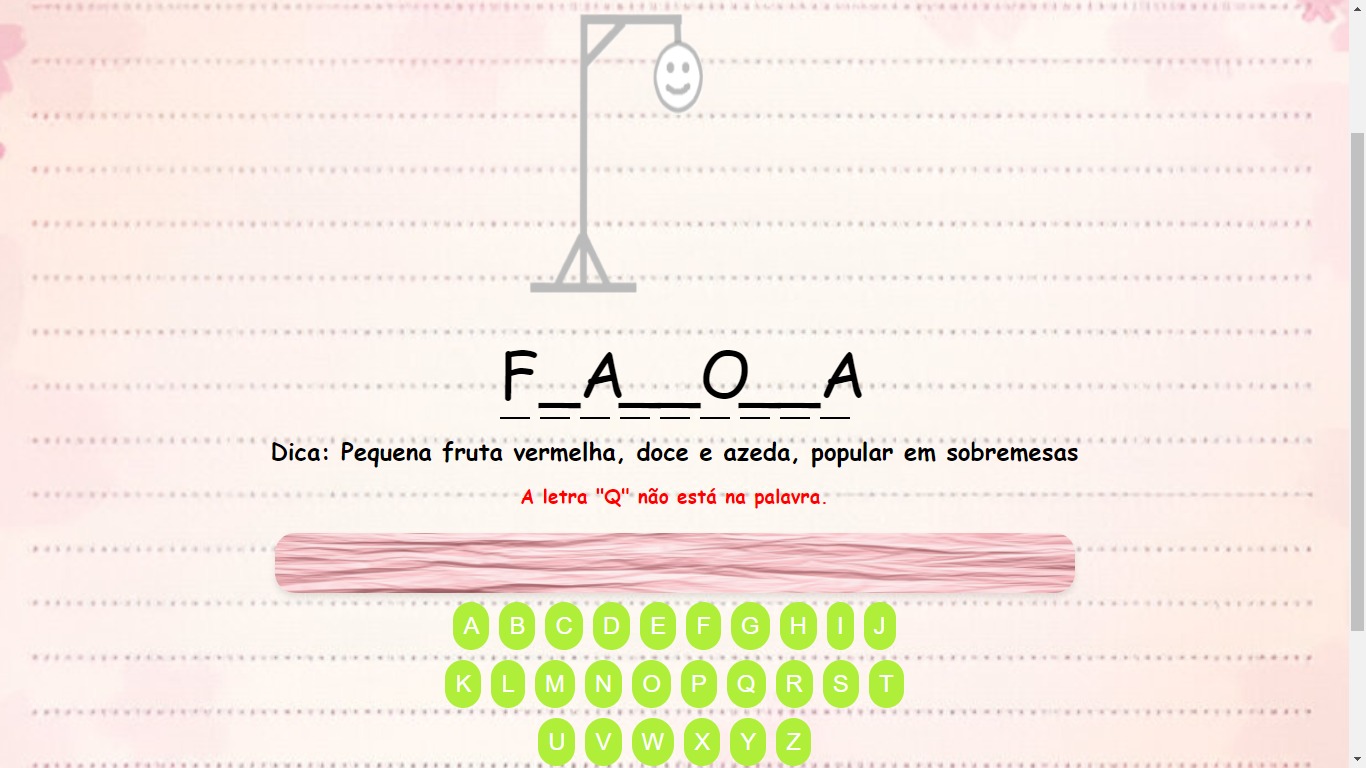 F_A__O__A
Dica: Pequena fruta vermelha, doce e azeda, popular em sobremesas
A letra "Q" não está na palavra.
A B C D E F G H I J
K L M N O P Q R S T
U V W X Y Z